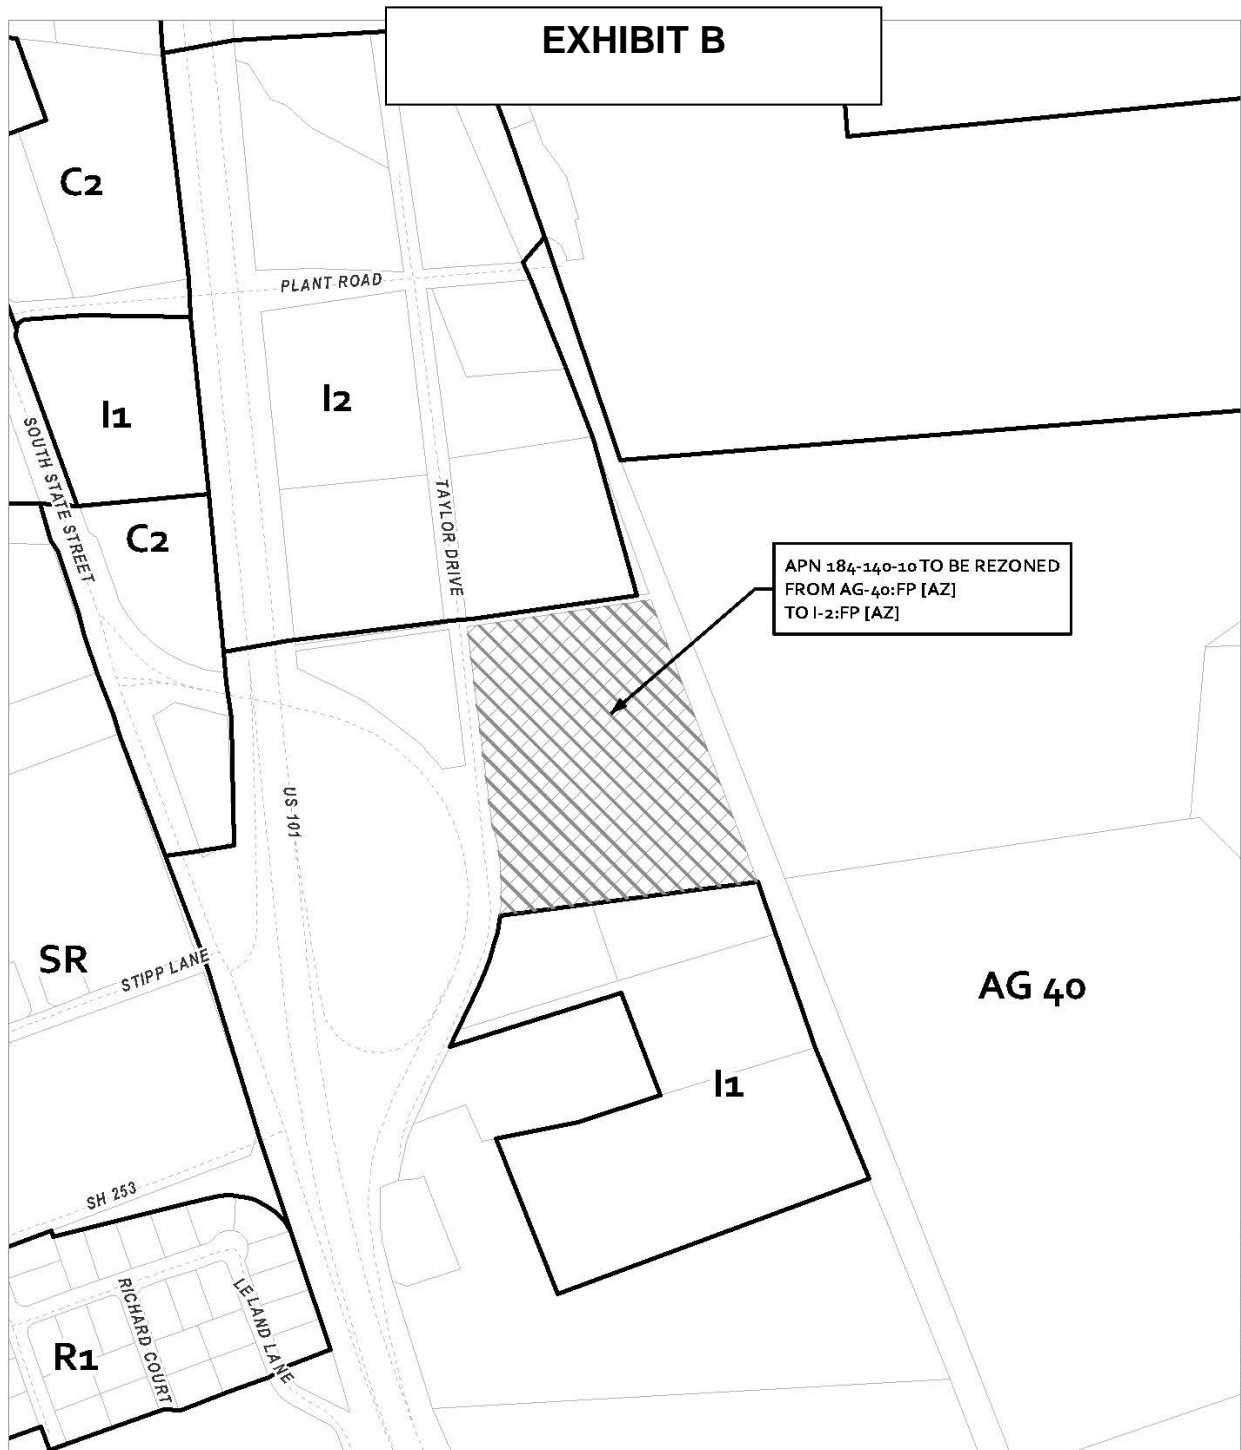 EXHIBIT B
C2
PLANT ROAD
I1
I2
SOUTH STATE STREET
C2
TAYLOR DRIVE
APN 184-140-10 TO BE REZONED
FROM AG-40:FP [AZ]
TO I-2:FP [AZ]
US 101
SR
STIPP LANE
AG 40
I1
SH 253
RICHARD COURT
LELAND LANE
R1